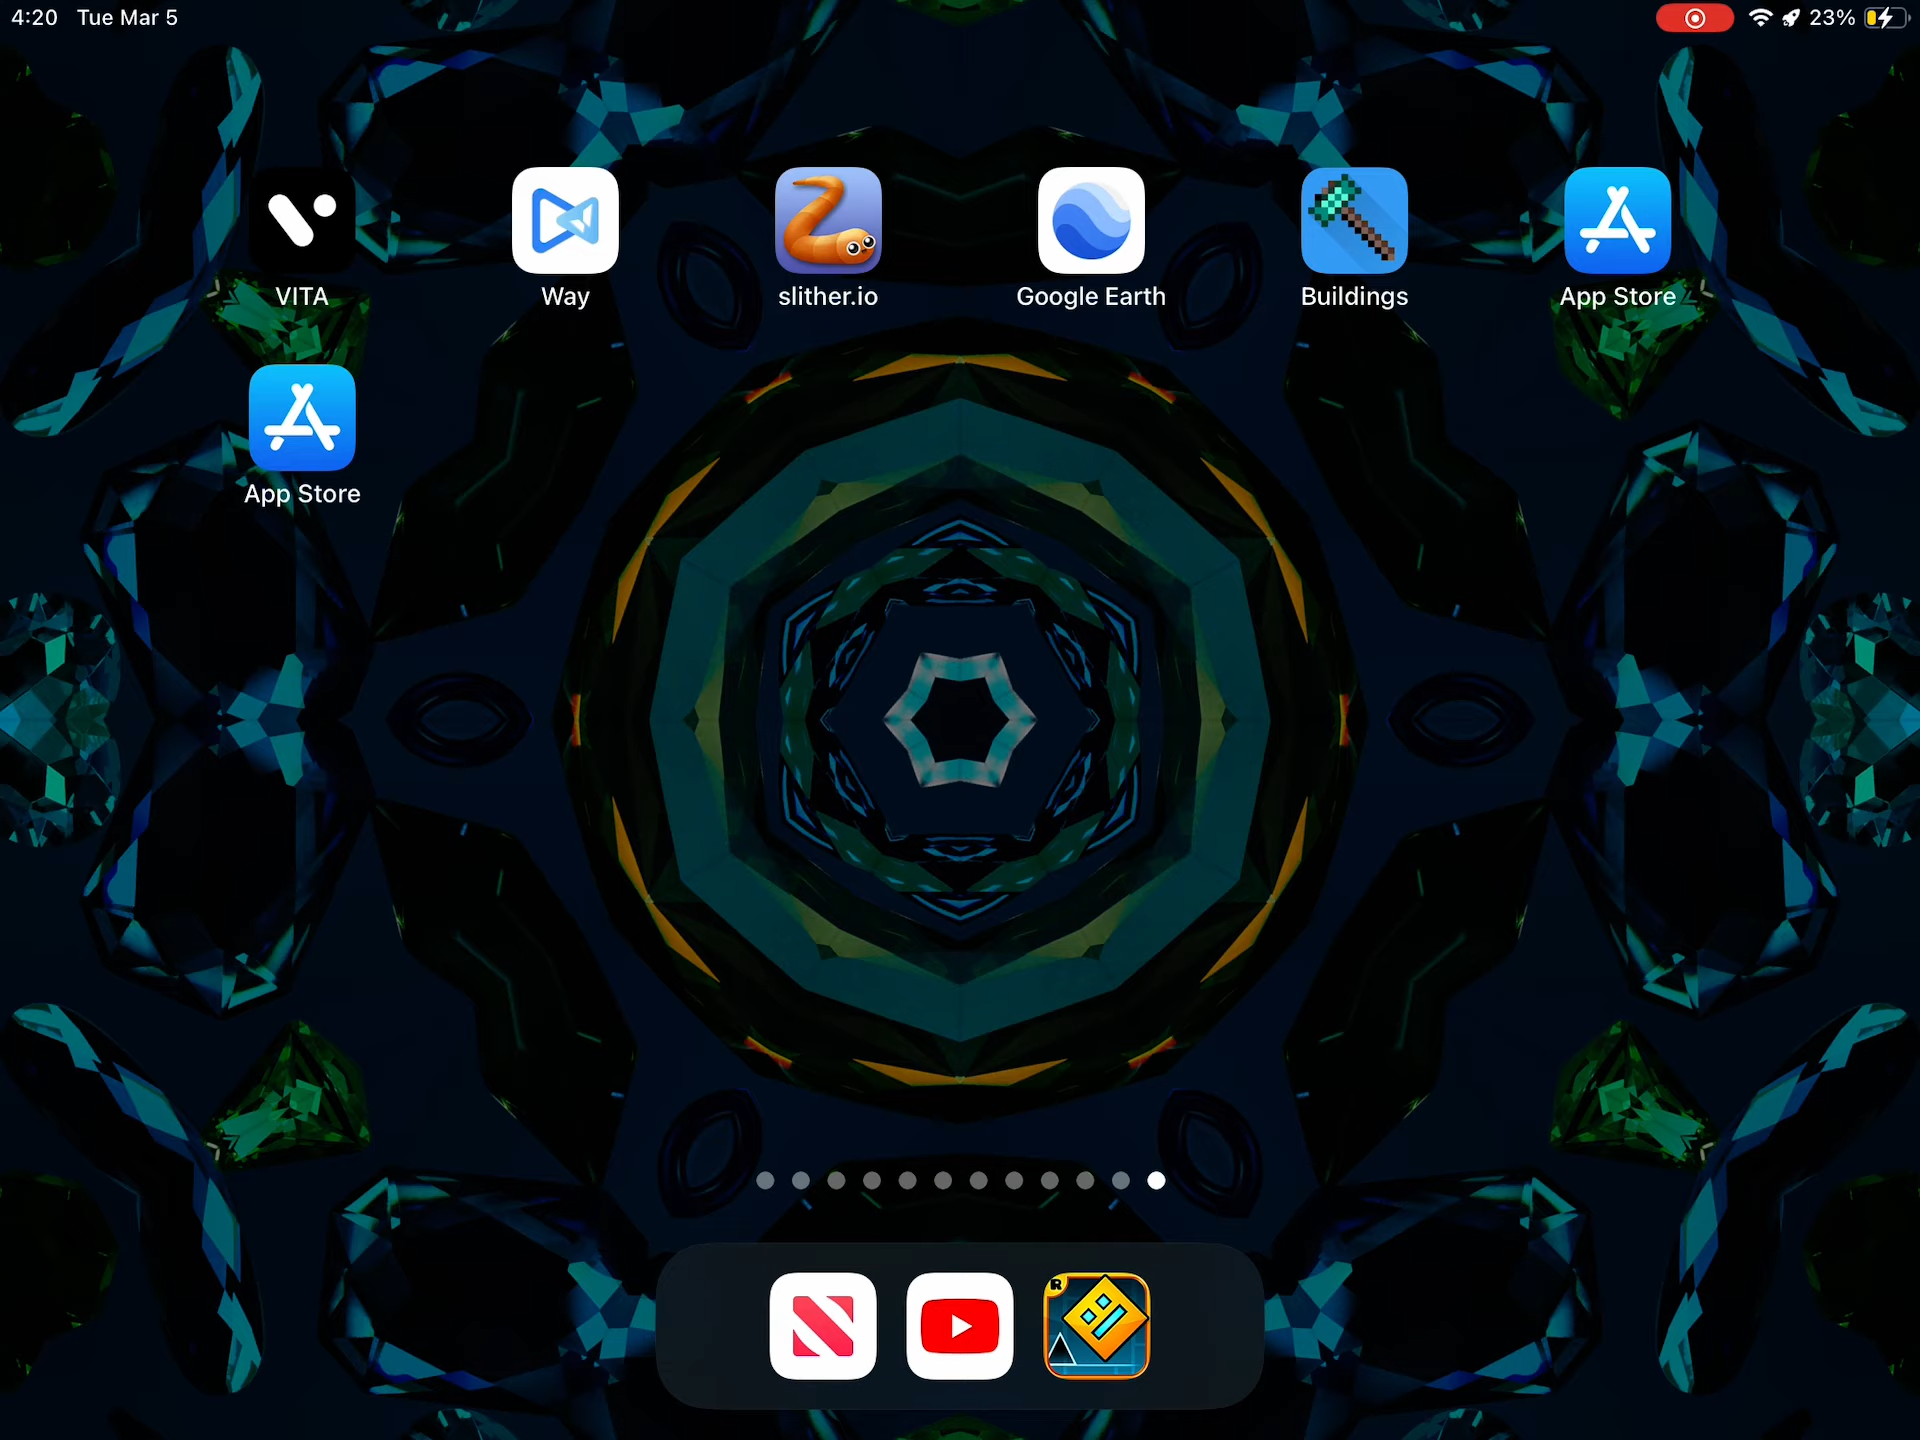 4:20 Tue Mar 5
23%
VITA
Way
slither.io
Google Earth
Buildings
App Store
App Store
R